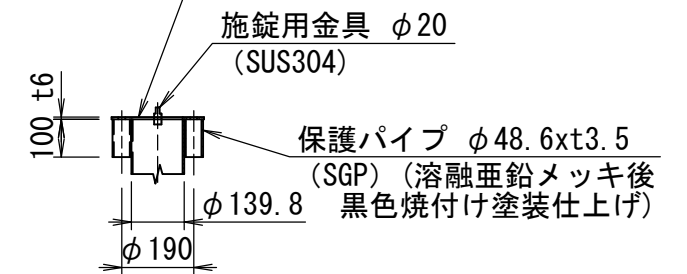 施錠用金具 φ20
(SUS304)
t6
100
保護パイプ φ48.6xt3.5
(SGP) (溶融亜鉛メッキ後
黒色焼付け塗装仕上げ)
φ139.8
φ190